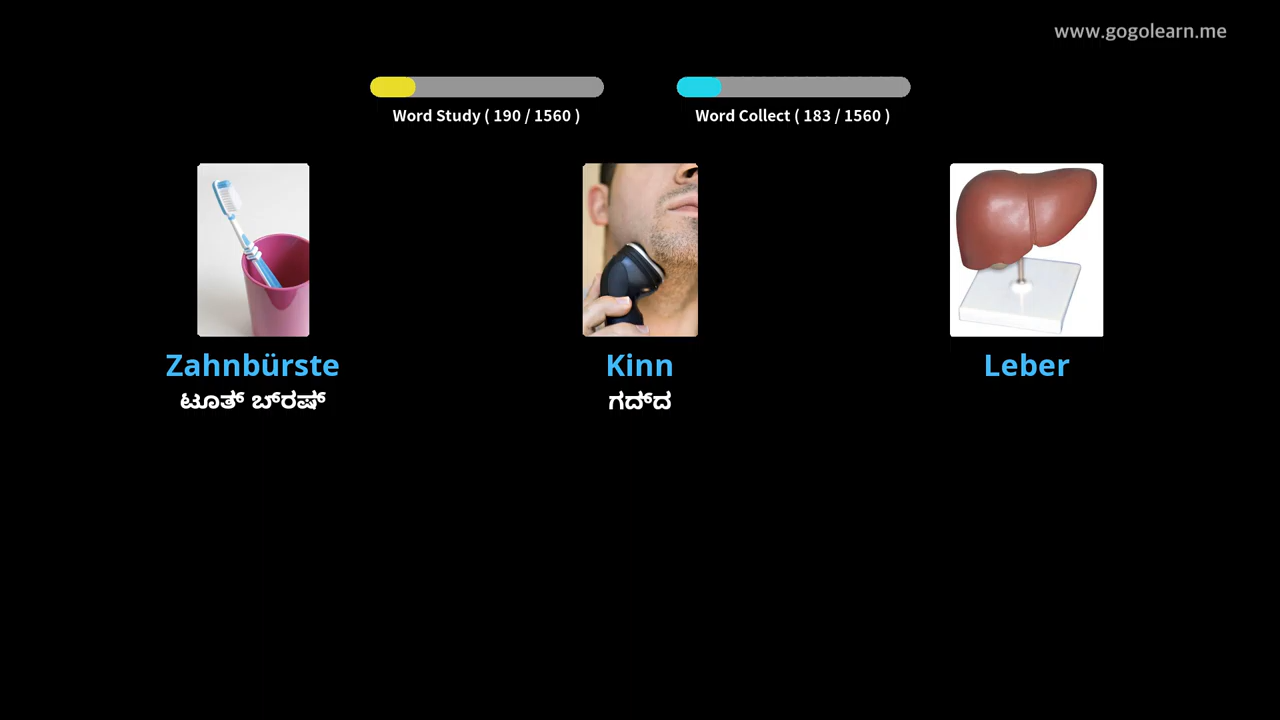 www.gogolearn.me
Word Study ( 190 / 1560 )
Word Collect ( 183 / 1560 )
Zahnbürste
ಟೂತ್ ಬ್ರಷ್
Kinn
ಗದ್ದ
Leber